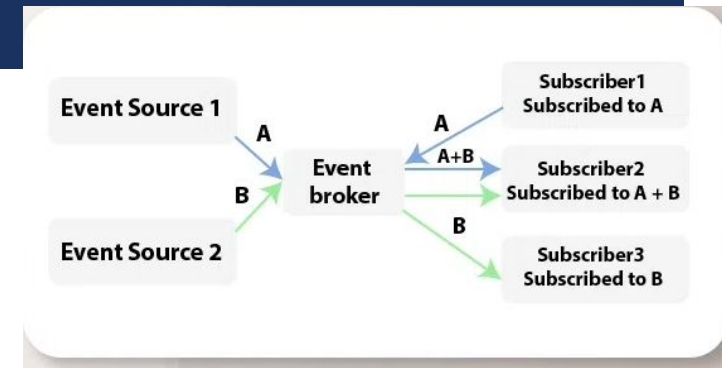 Event Source 1
A
B
Event Source 2
Event
broker
A
A+B
B
Subscriber1
Subscribed to A
Subscriber2
Subscribed to A + B
Subscriber3
Subscribed to B